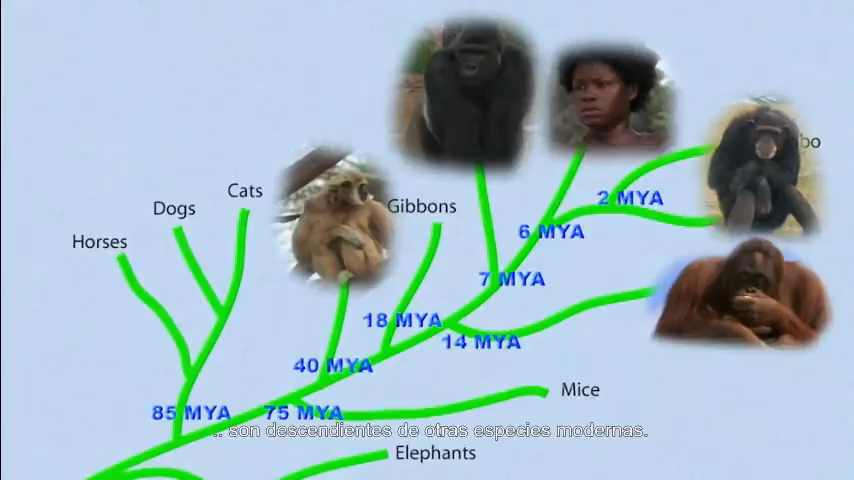 bo
Cats
Dogs
Gibbons
Horses
2 MYA
6 MYA
7 MYA
18 MYA
14 MYA
40 MYA
Mice
85 MYA
75 MYA
... son descendientes de otras especies modernas.
Elephants